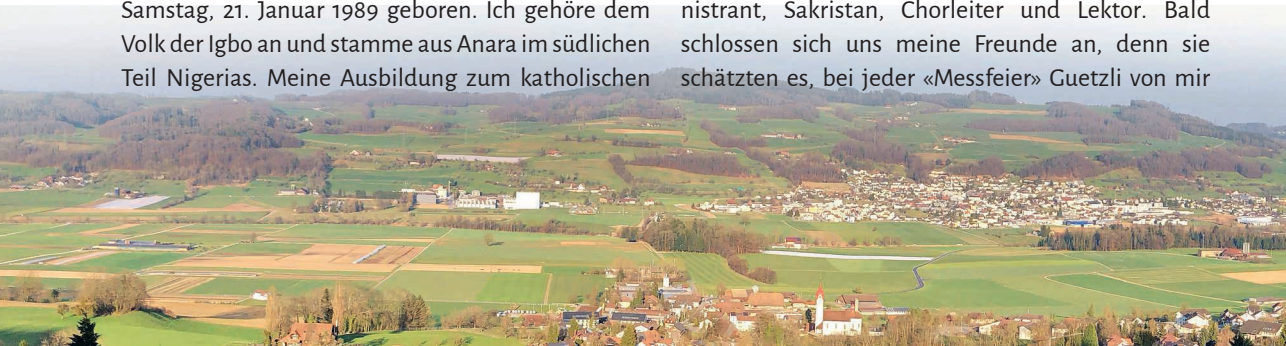 Samstag, 21. Januar 1989 geboren. Ich gehöre dem
Volk der Igbo an und stamme aus Anara im südlichen
Teil Nigerias. Meine Ausbildung zum katholischen
nistrant, Sakristan, Chorleiter und Lektor. Bald
schlossen sich uns meine Freunde an, denn sie
schätzten es, bei jeder «Messfeier» Guetzli von mir